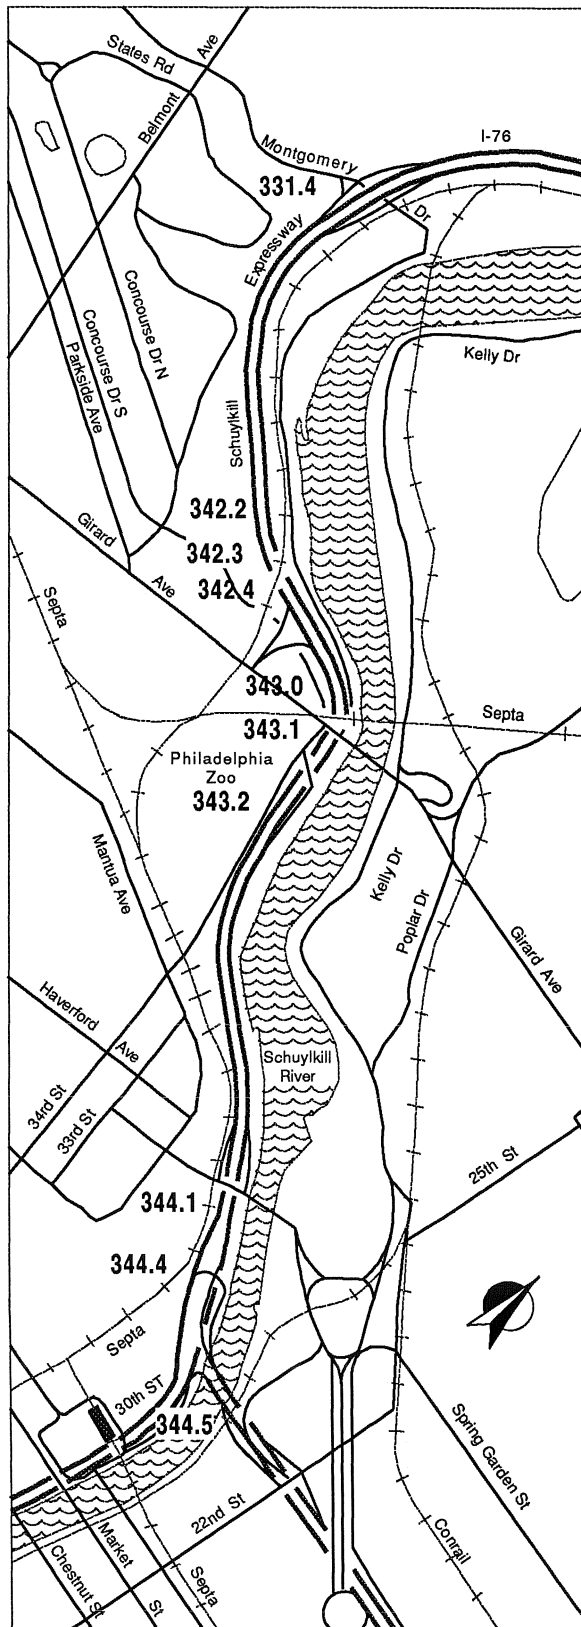 States Rd
Ave
Belmont
I-76
Montgomery
331.4
Dr
Expressway
Concourse Dr N
Concourse Dr S
Parkside Ave
Kelly Dr
Schuylkill
342.2
Girard
342.3
Ave
342.4
Septa
343.0
343.1
Septa
Philadelphia
Zoo
343.2
Mantua Ave
Kelly Dr
Poplar Dr
Girard Ave
Haverford
Ave
Schuylkill
River
34rd St
33rd St
25th St
344.1
344.4
Septa
30th ST
344.5
Spring Garden St
22nd St
Market
St
Chestnut St
Septa
Conrail